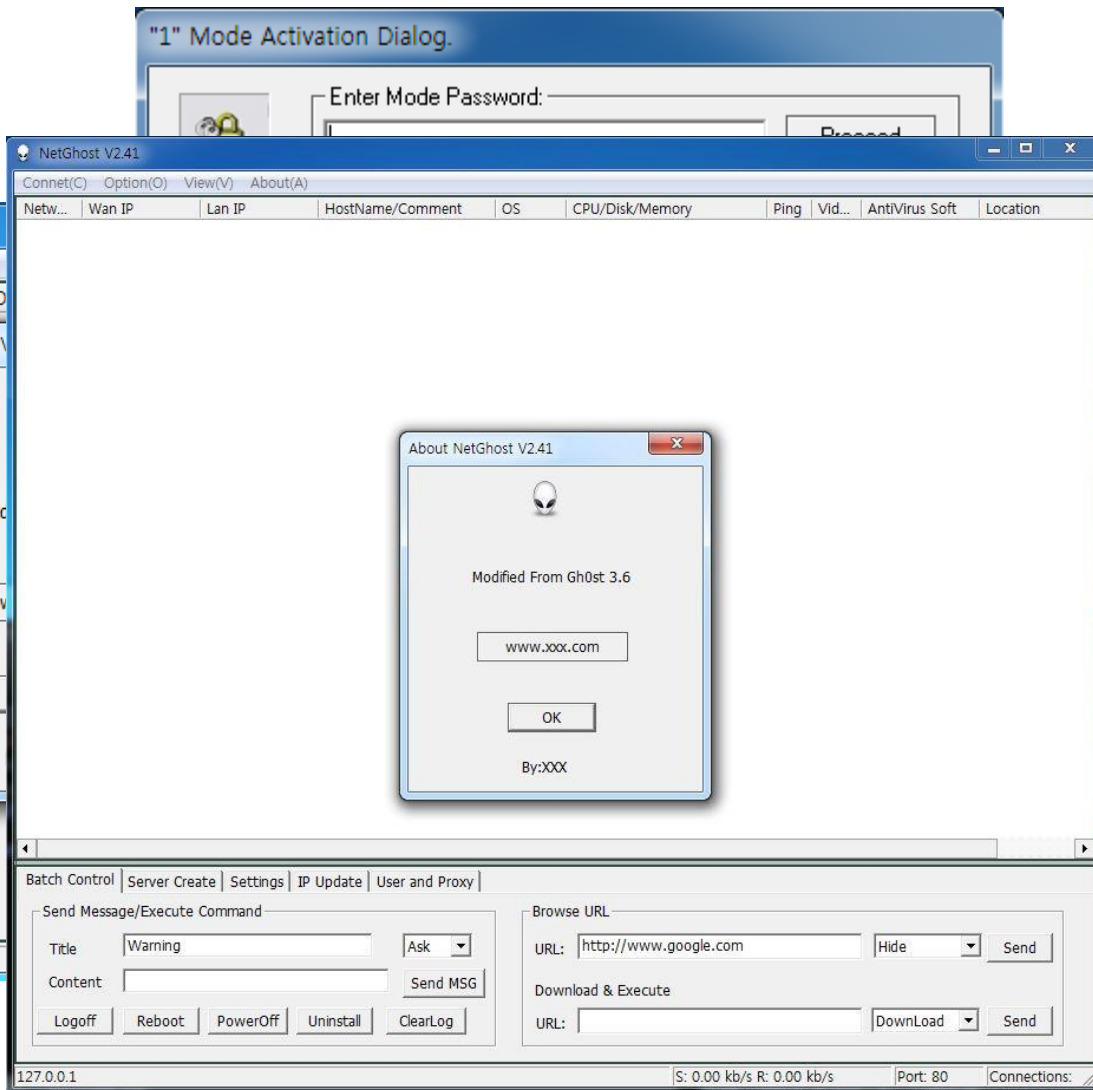 "1" Mode Activation Dialog.
Enter Mode Password:
Proceed
NetGhost V2.41
Connet(C) Option(O) View(V) About(A)
Netw... Wan IP Lan IP HostName/Comment OS CPU/Disk/Memory Ping Vid... AntiVirus Soft Location
About NetGhost V2.41
Modified From Gh0st 3.6
www.xxx.com
OK
By:XXX
Batch Control Server Create Settings IP Update User and Proxy
Send Message/Execute Command
Title Warning Ask
Content Send MSG
Logoff Reboot PowerOff Uninstall ClearLog
Browse URL
URL: http://www.google.com Hide Send
Download & Execute
URL: DownLoad Send
127.0.0.1 S: 0.00 kb/s R: 0.00 kb/s Port: 80 Connections: